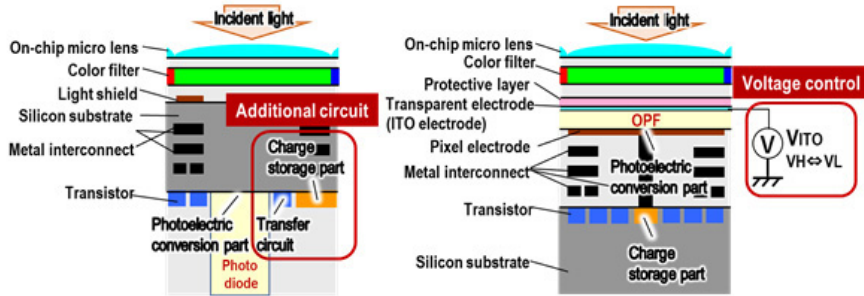 Incident light
On-chip micro lens
Color filter
Light shield
Silicon substrate
Additional circuit
Metal interconnect
Charge
storage part
Transistor
Photoelectric
conversion part
Transfer
circuit
Photo
diode
Incident light
On-chip micro lens
Color filter
Protective layer
Voltage control
Transparent electrode
(ITO electrode)
OPF
Pixel electrode
V
VITO
VH⇔VL
Photoelectric
conversion part
Metal interconnect
Transistor
Charge
storage part
Silicon substrate